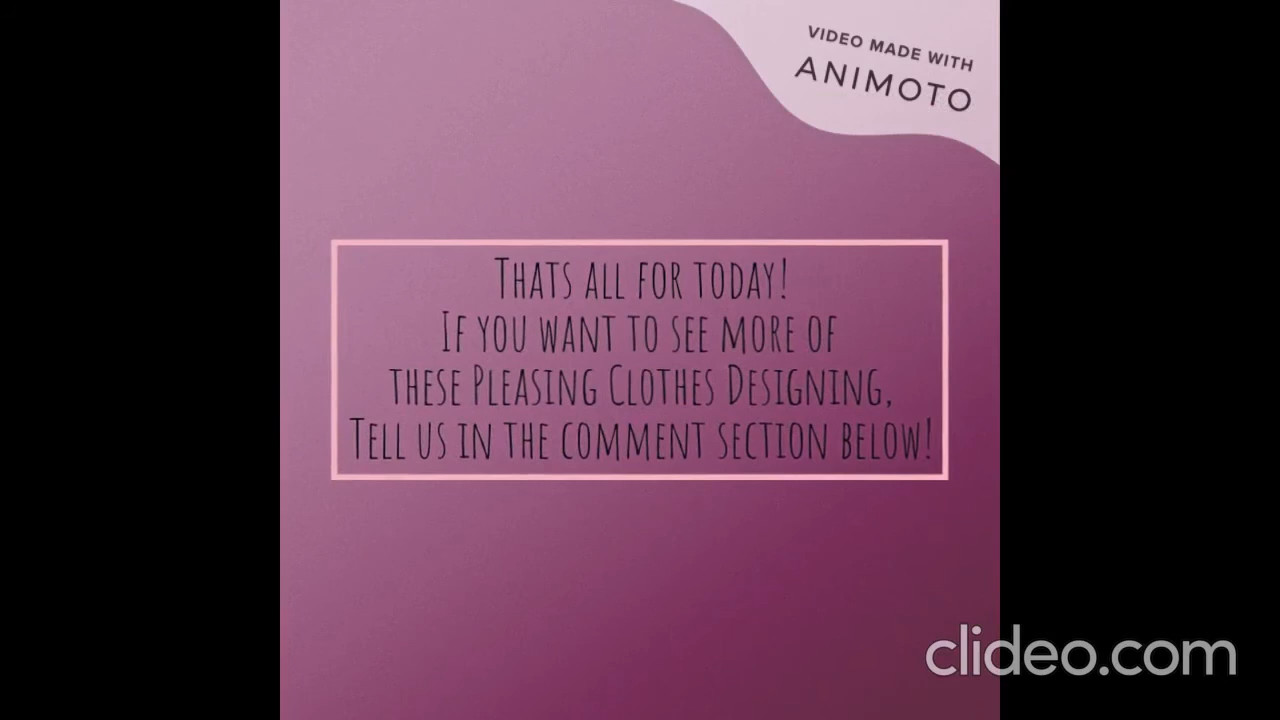 VIDEO MADE WITH
ANIMOTO
THATS ALL FOR TODAY!
IF YOU WANT TO SEE MORE OF
THESE PLEASING CLOTHES DESIGNING,
TELL US IN THE COMMENT SECTION BELOW!
clideo.com